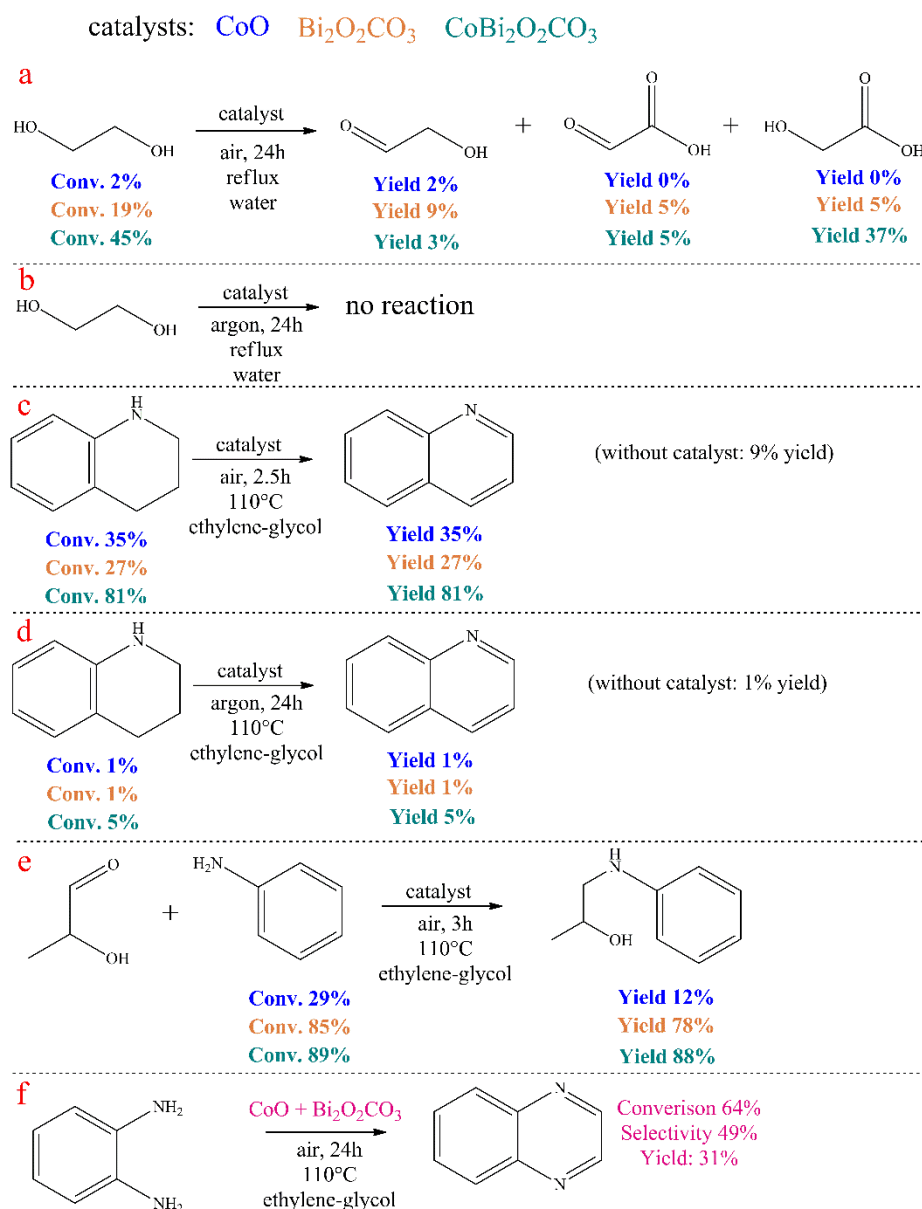 catalysts: CoO Bi2O2CO3 CoBi2O2CO3
a
HO
OH
Conv. 2%
Conv. 19%
Conv. 45%
catalyst
air, 24h
reflux
water
O
OH
Yield 2%
Yield 9%
Yield 3%
+
O
O
OH
Yield 0%
Yield 5%
Yield 5%
+
O
HO
OH
Yield 0%
Yield 5%
Yield 37%
b
HO
OH
catalyst
argon, 24h
reflux
water
no reaction
c
H
N
Conv. 35%
Conv. 27%
Conv. 81%
catalyst
air, 2.5h
110°C
ethylene-glycol
N
Yield 35%
Yield 27%
Yield 81%
(without catalyst: 9% yield)
d
H
N
Conv. 1%
Conv. 1%
Conv. 5%
catalyst
argon, 24h
110°C
ethylene-glycol
N
Yield 1%
Yield 1%
Yield 5%
(without catalyst: 1% yield)
e
O
OH
+
H2N
Conv. 29%
Conv. 85%
Conv. 89%
catalyst
air, 3h
110°C
ethylene-glycol
H
N
OH
Yield 12%
Yield 78%
Yield 88%
f
NH2
NH2
CoO + Bi2O2CO3
air, 24h
110°C
ethylene-glycol
N
N
Converison 64%
Selectivity 49%
Yield: 31%